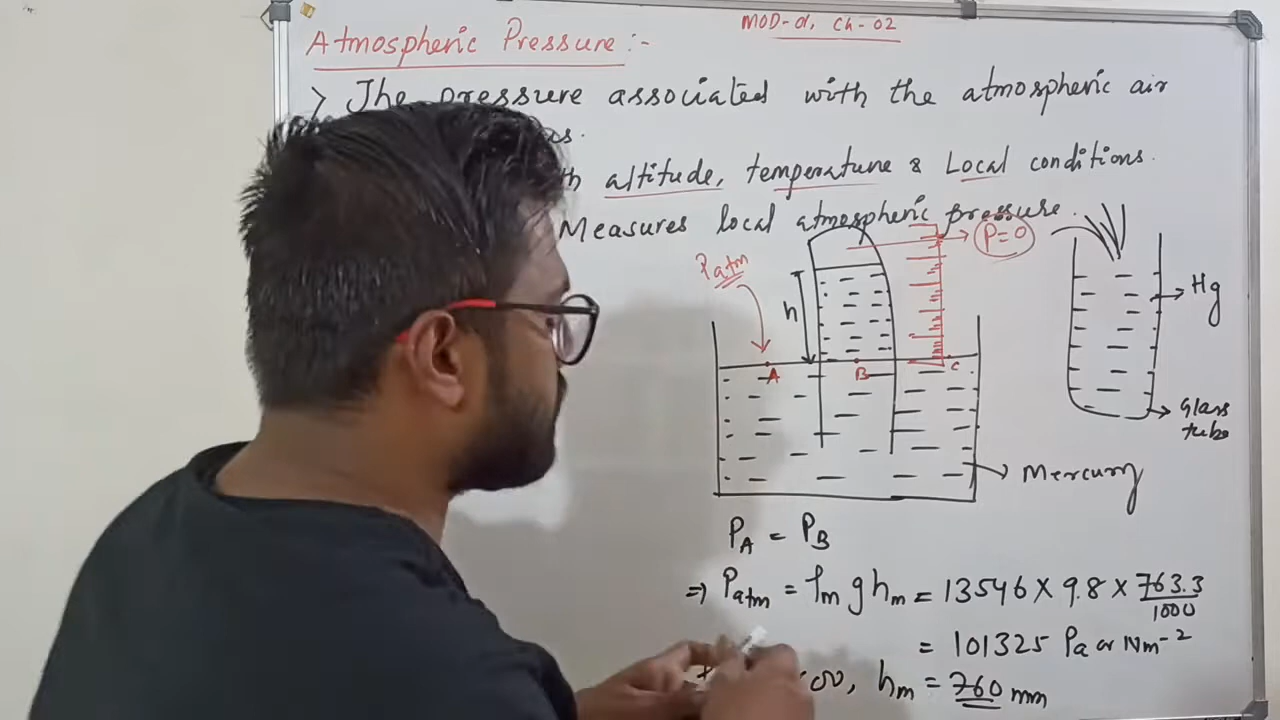 MOD-01, Ch-02
Atmospheric Pressure :-
> The pressure associated with the atmospheric air
altitude, temperature & Local conditions.
Measures local atmospheric pressure.
P=0
Patm
h
Hg
A
B
C
Glass
tube
Mercury
PA = PB
⇒ Patm = ρm g hm = 13546 × 9.8 × 763.3/1000
= 101325 Pa or Nm⁻²
hm = 760 mm